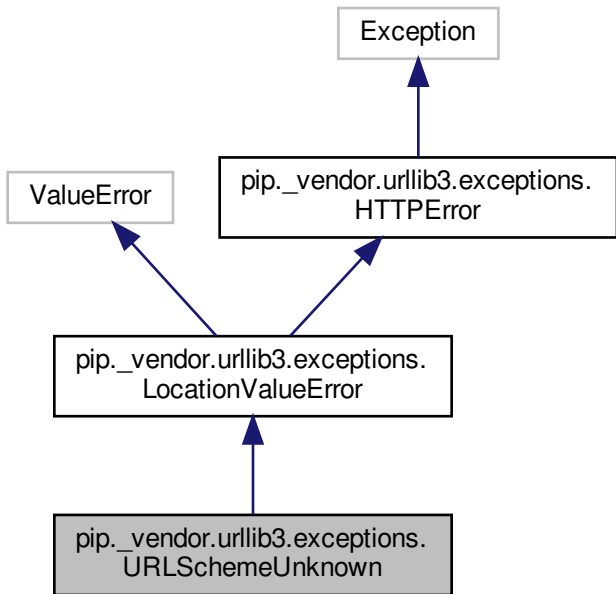 Exception
pip._vendor.urllib3.exceptions.
HTTPError
ValueError
pip._vendor.urllib3.exceptions.
LocationValueError
pip._vendor.urllib3.exceptions.
URLSchemeUnknown